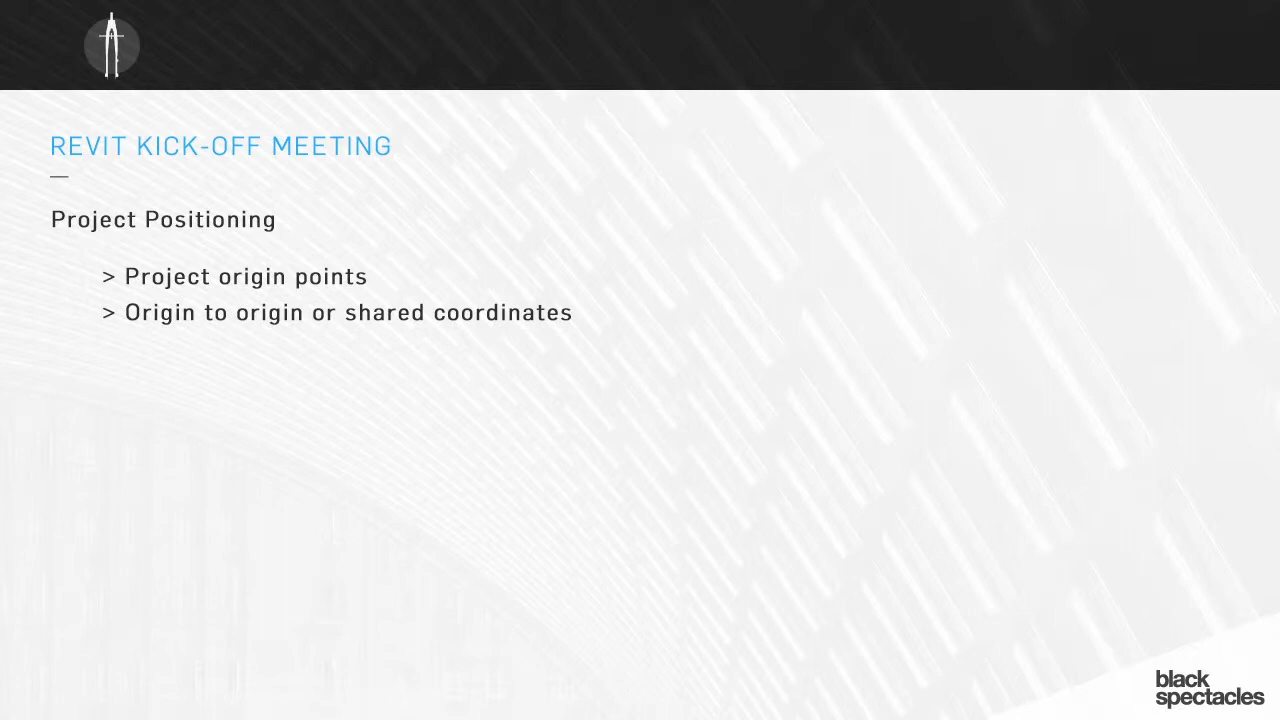 REVIT KICK-OFF MEETING
Project Positioning
> Project origin points
> Origin to origin or shared coordinates
black
spectacles